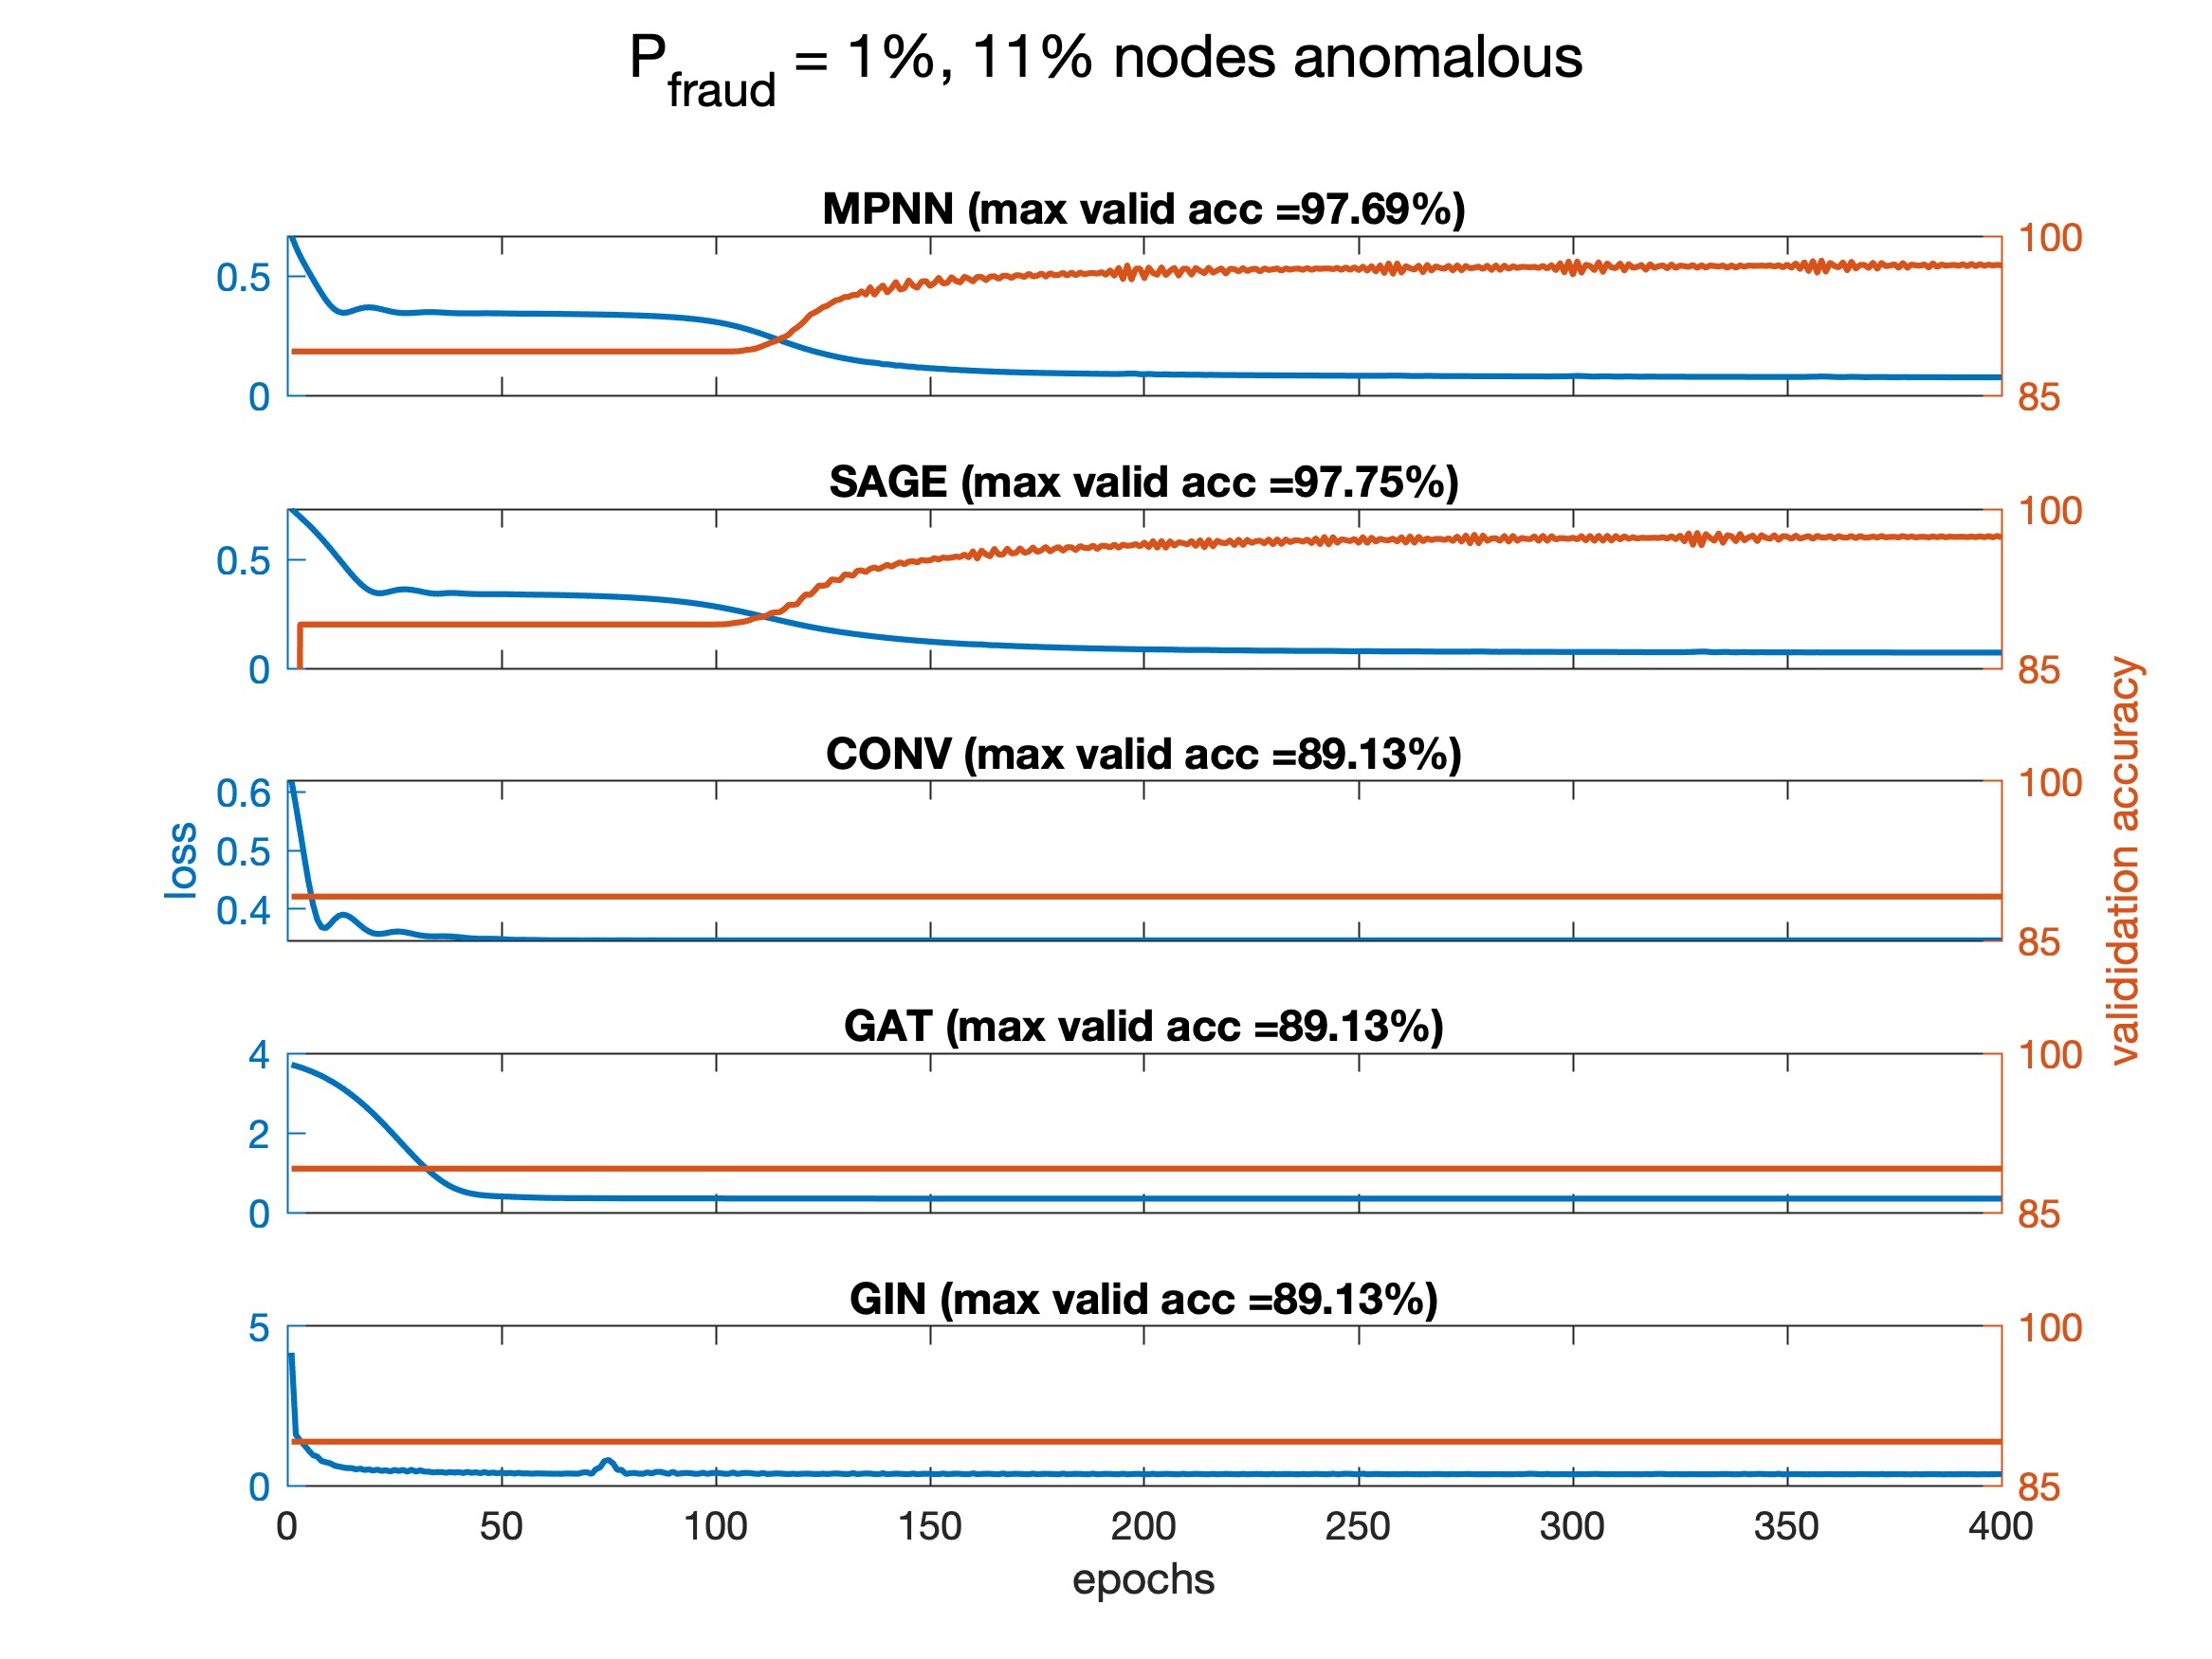 P_fraud = 1%, 11% nodes anomalous
MPNN (max valid acc =97.69%)
0.5
0
100
85
SAGE (max valid acc =97.75%)
0.5
0
100
85
CONV (max valid acc =89.13%)
0.6
0.5
0.4
100
85
loss
valididation accuracy
GAT (max valid acc =89.13%)
4
2
0
100
85
GIN (max valid acc =89.13%)
5
0
100
85
0 50 100 150 200 250 300 350 400
epochs